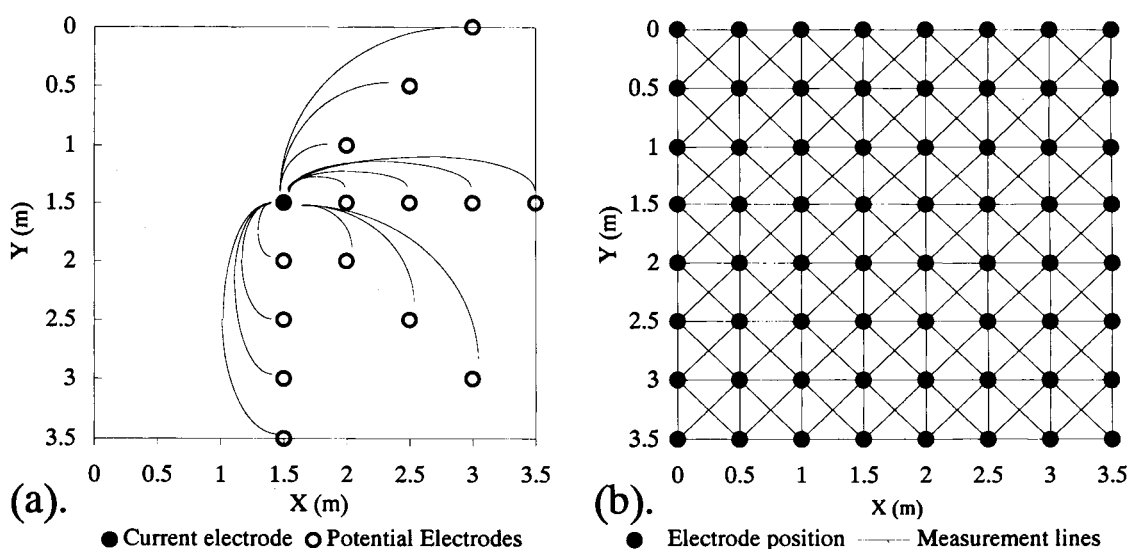 0
0.5
1
1.5
2
2.5
3
3.5
Y (m)
0 0.5 1 1.5 2 2.5 3 3.5
X (m)
(a).
Current electrode Potential Electrodes
0
0.5
1
1.5
2
2.5
3
3.5
Y (m)
0 0.5 1 1.5 2 2.5 3 3.5
X (m)
(b).
Electrode position Measurement lines